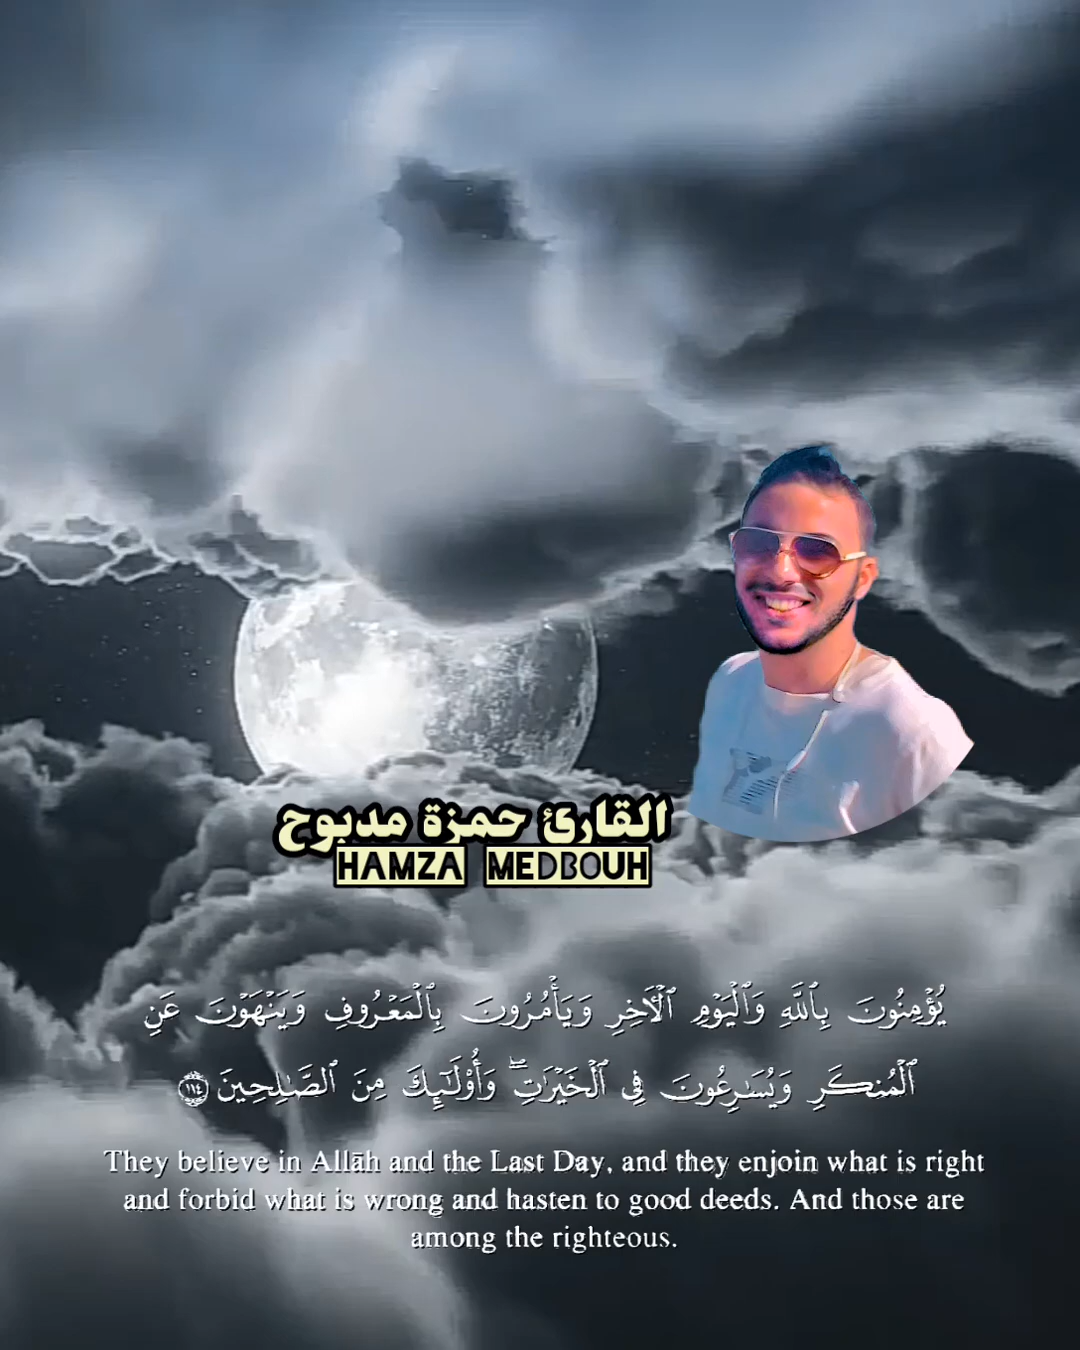 القارئ حمزة مدبوح
HAMZA MEDBOUH
يُؤۡمِنُونَ بِٱللَّهِ وَٱلۡيَوۡمِ ٱلۡأٓخِرِ وَيَأۡمُرُونَ بِٱلۡمَعۡرُوفِ وَيَنۡهَوۡنَ عَنِ
ٱلۡمُنكَرِ وَيُسَٰرِعُونَ فِي ٱلۡخَيۡرَٰتِۖ وَأُوْلَٰٓئِكَ مِنَ ٱلصَّٰلِحِينَ ١١٤
They believe in Allāh and the Last Day, and they enjoin what is right
and forbid what is wrong and hasten to good deeds. And those are
among the righteous.